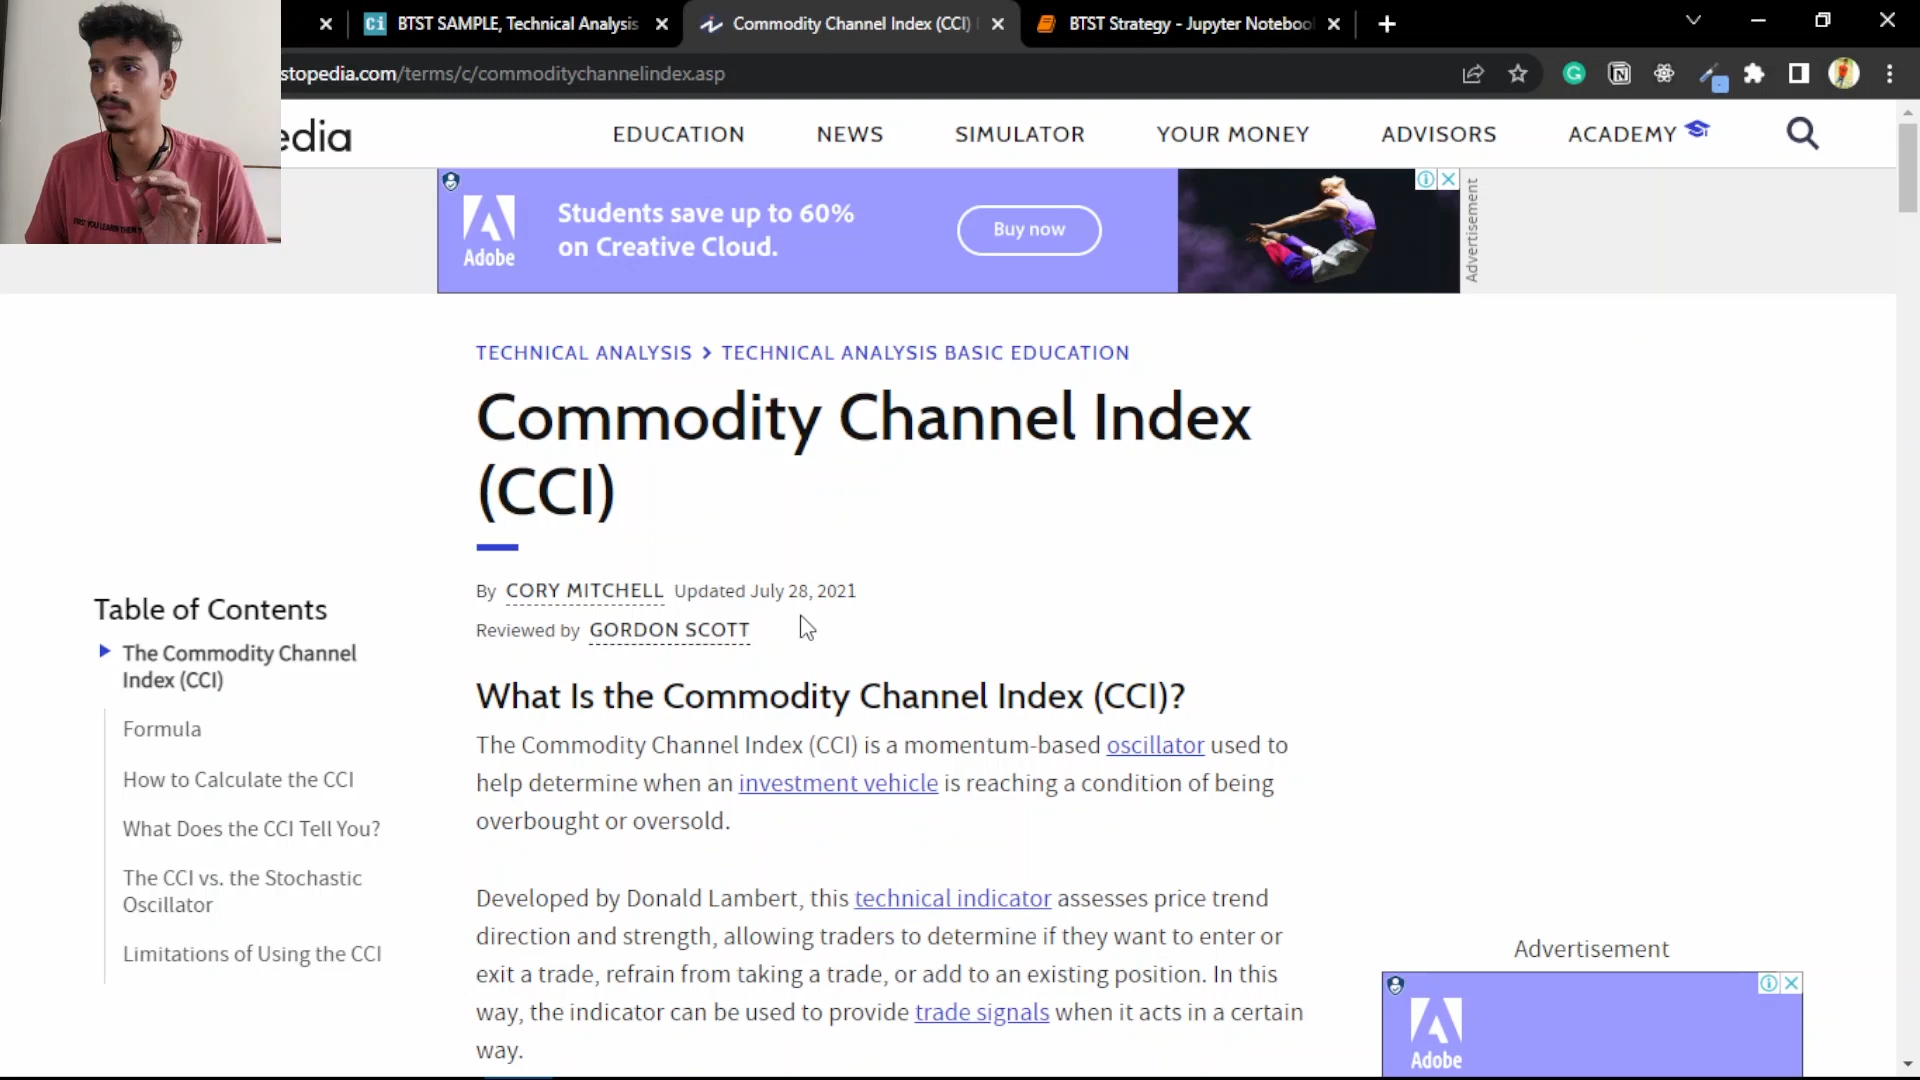 BTST SAMPLE, Technical Analysis
Commodity Channel Index (CCI)
BTST Strategy - Jupyter Noteboo
stopedia.com/terms/c/commoditychannelindex.asp
edia
EDUCATION
NEWS
SIMULATOR
YOUR MONEY
ADVISORS
ACADEMY
Adobe
Students save up to 60%
on Creative Cloud.
Buy now
Advertisement
TECHNICAL ANALYSIS > TECHNICAL ANALYSIS BASIC EDUCATION
Commodity Channel Index
(CCI)
By CORY MITCHELL Updated July 28, 2021
Reviewed by GORDON SCOTT
Table of Contents
The Commodity Channel
Index (CCI)
Formula
How to Calculate the CCI
What Does the CCI Tell You?
The CCI vs. the Stochastic
Oscillator
Limitations of Using the CCI
What Is the Commodity Channel Index (CCI)?
The Commodity Channel Index (CCI) is a momentum-based oscillator used to
help determine when an investment vehicle is reaching a condition of being
overbought or oversold.
Developed by Donald Lambert, this technical indicator assesses price trend
direction and strength, allowing traders to determine if they want to enter or
exit a trade, refrain from taking a trade, or add to an existing position. In this
way, the indicator can be used to provide trade signals when it acts in a certain
way.
Advertisement
Adobe